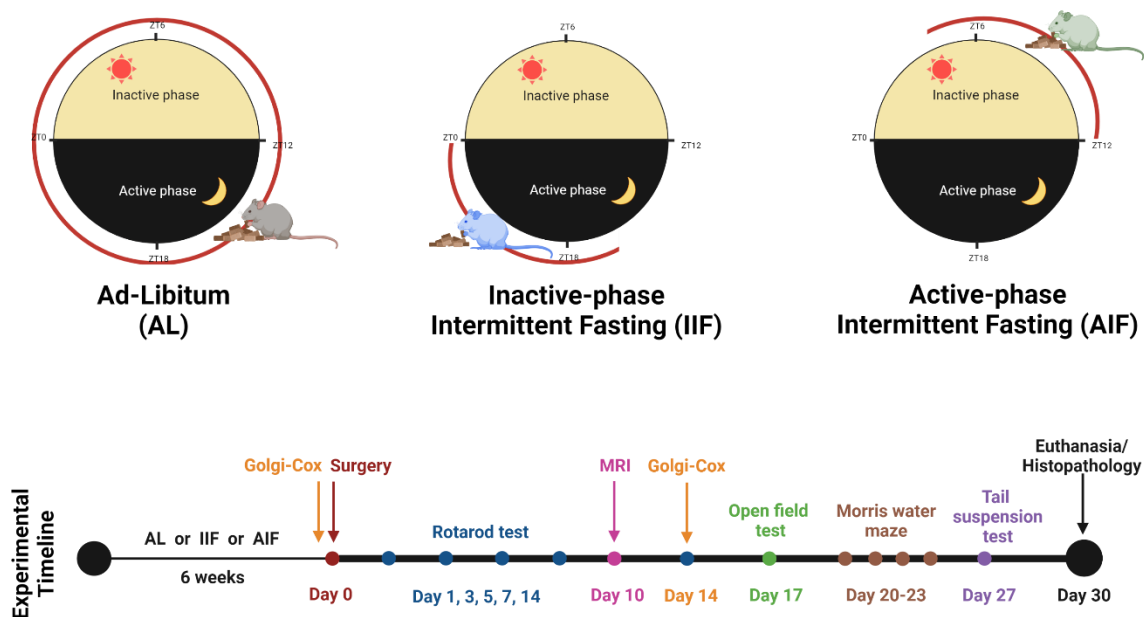 ZT6
Inactive phase
ZT0
ZT12
Active phase
ZT18
Ad-Libitum
(AL)
ZT6
Inactive phase
ZT0
ZT12
Active phase
ZT18
Inactive-phase
Intermittent Fasting (IIF)
ZT6
Inactive phase
ZT0
ZT12
Active phase
ZT18
Active-phase
Intermittent Fasting (AIF)
Experimental
Timeline
AL or IIF or AIF
6 weeks
Golgi-Cox
Surgery
Day 0
Rotarod test
Day 1, 3, 5, 7, 14
MRI
Day 10
Golgi-Cox
Day 14
Open field
test
Day 17
Morris water
maze
Day 20-23
Tail
suspension
test
Day 27
Euthanasia/
Histopathology
Day 30